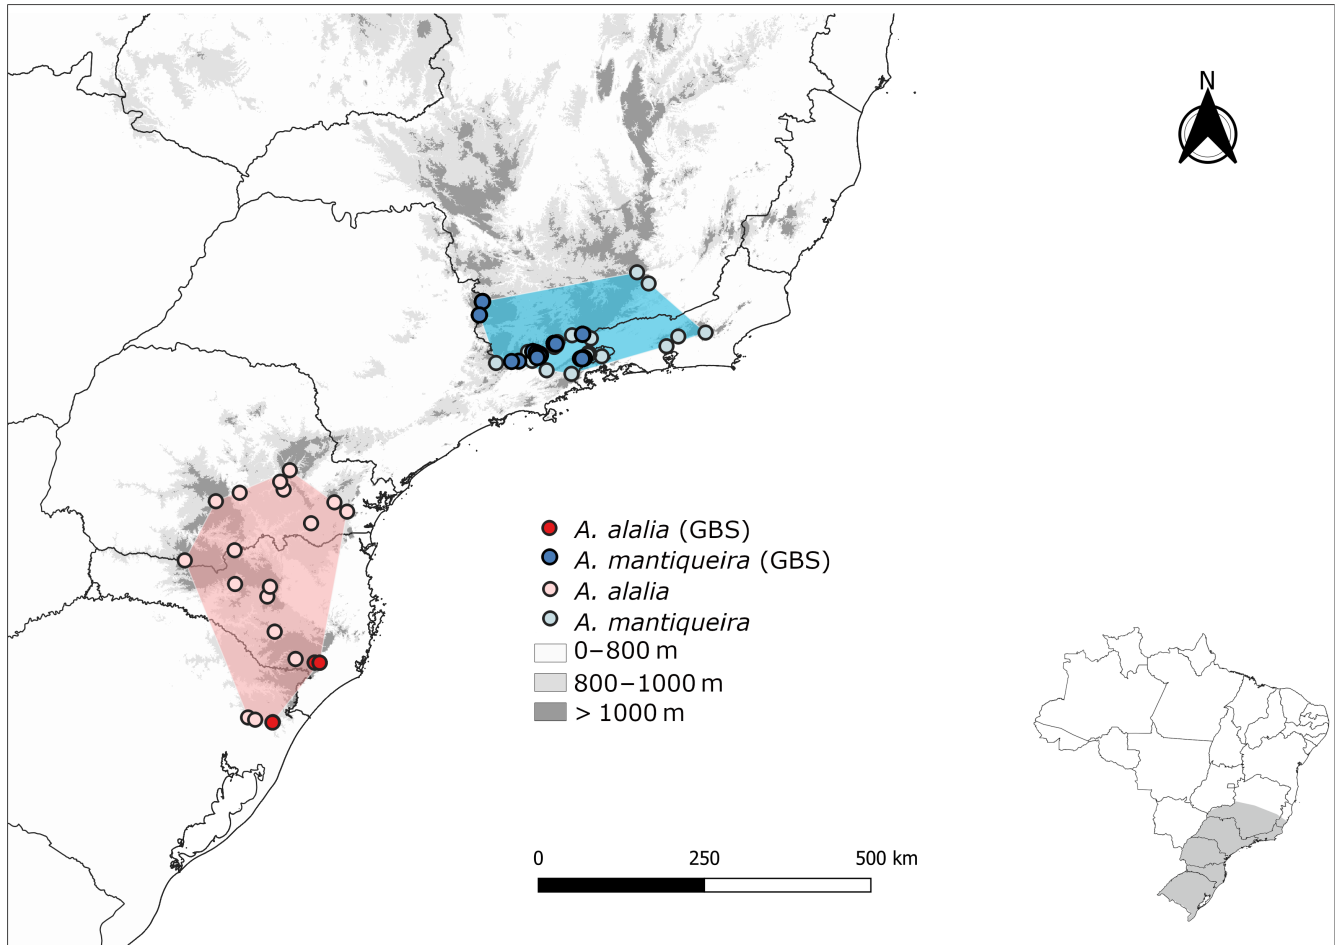 N
A. alalia (GBS)
A. mantiqueira (GBS)
A. alalia
A. mantiqueira
0–800 m
800–1000 m
> 1000 m
0 250 500 km